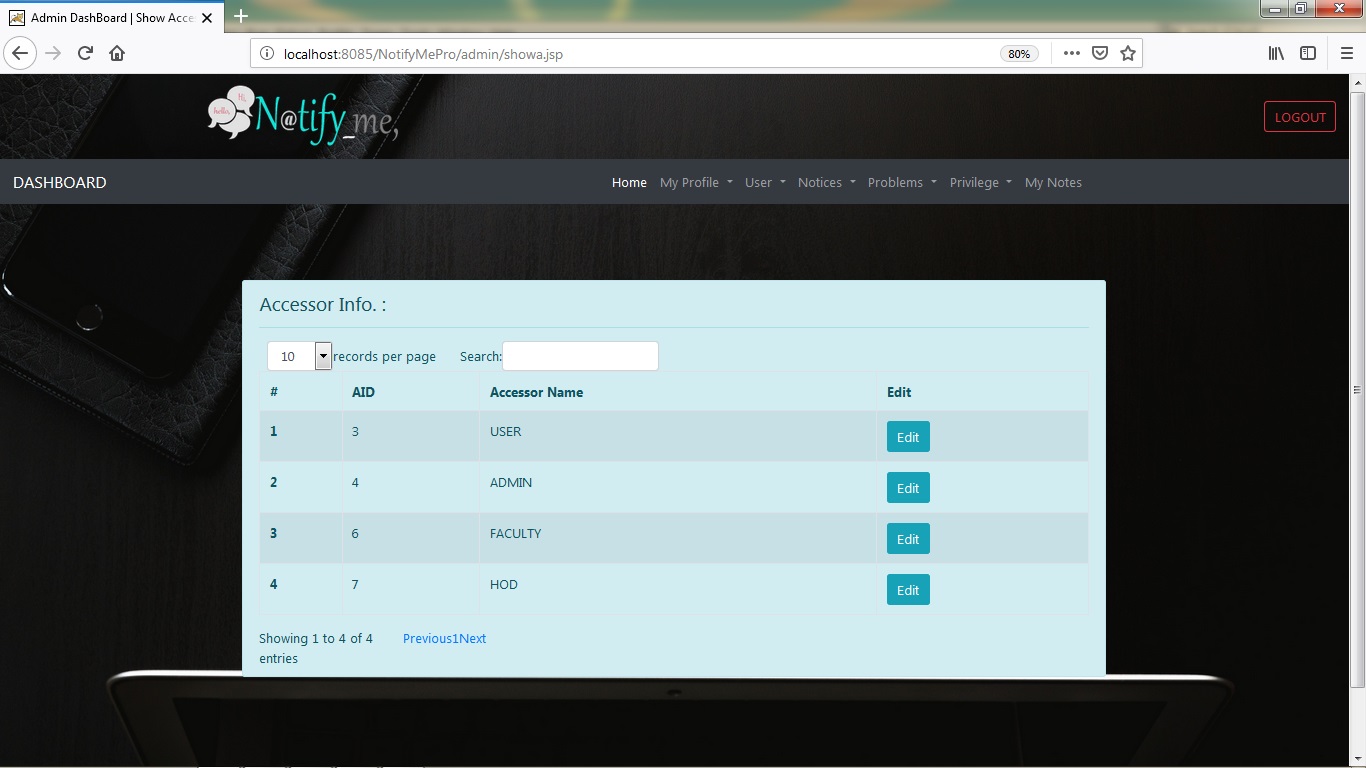 Admin DashBoard | Show Acce
localhost:8085/NotifyMePro/admin/showa.jsp 80%
Hi,
hello,
N@tify_me,
LOGOUT
DASHBOARD Home My Profile User Notices Problems Privilege My Notes
Accessor Info. :
10 records per page Search:
# AID Accessor Name Edit
1 3 USER Edit
2 4 ADMIN Edit
3 6 FACULTY Edit
4 7 HOD Edit
Showing 1 to 4 of 4 Previous1Next
entries